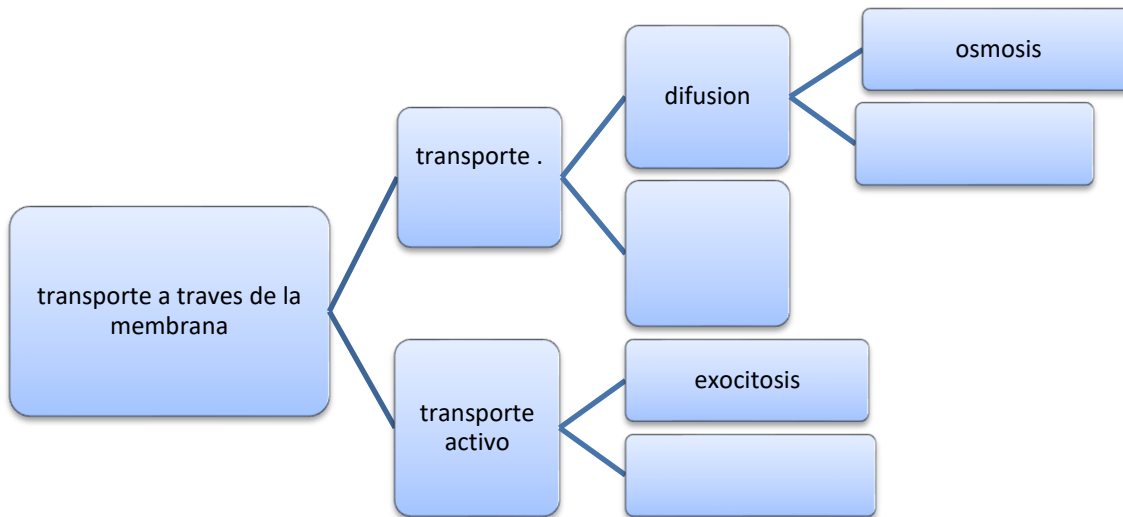 osmosis
difusion
transporte .
transporte a traves de la
membrana
exocitosis
transporte
activo